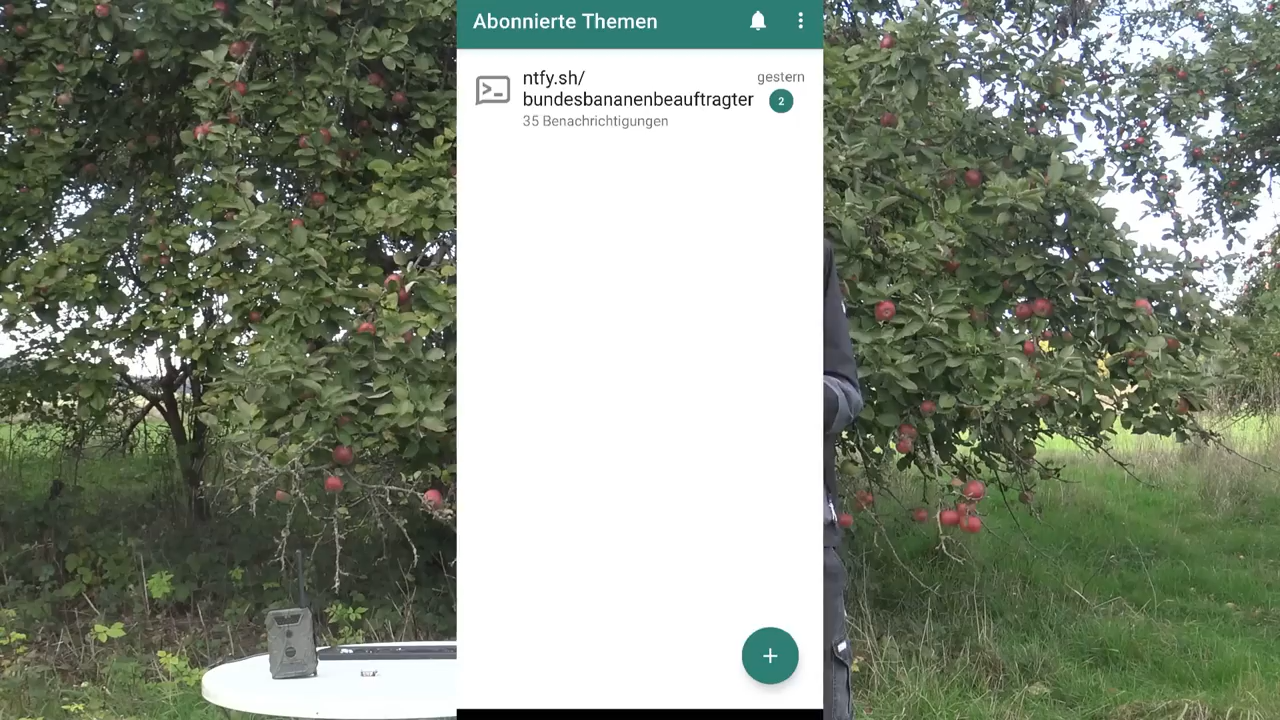 Abonnierte Themen
ntfy.sh/
bundesbananenbeauftragter
gestern
2
35 Benachrichtigungen